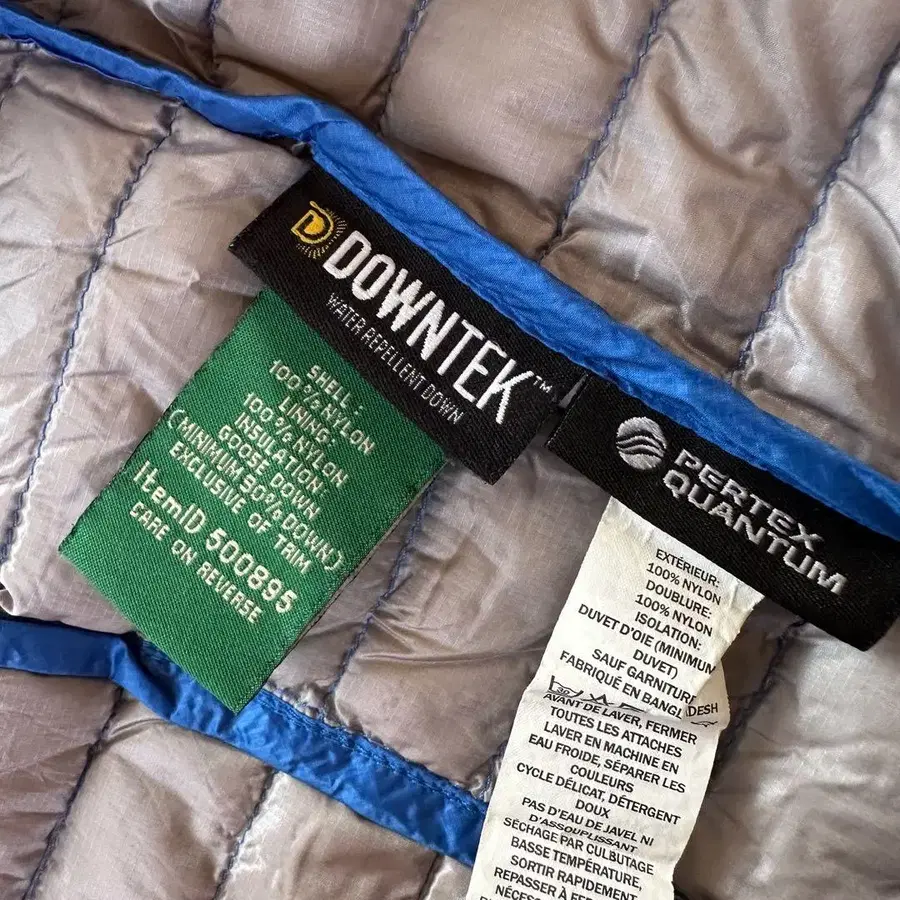 D
DOWNTEK™
WATER REPELLENT DOWN
SHELL:
100% NYLON
LINING:
100% NYLON
INSULATION:
GOOSE DOWN
(MINIMUM 90% DOWN)
EXCLUSIVE OF TRIM
ItemID 500895
CARE ON REVERSE
PERTEX
QUANTUM
EXTÉRIEUR:
100% NYLON
DOUBLURE:
100% NYLON
ISOLATION:
DUVET D'OIE (MINIMUM
DUVET)
SAUF GARNITURE
FABRIQUÉ EN BANGLADESH
30
AVANT DE LAVER, FERMER
TOUTES LES ATTACHES
LAVER EN MACHINE EN
EAU FROIDE, SÉPARER LES
COULEURS
CYCLE DÉLICAT, DÉTERGENT
DOUX
PAS D'EAU DE JAVEL NI
D'ASSOUPLISSANT
SÉCHAGE PAR CULBUTAGE
BASSE TEMPÉRATURE,
SORTIR RAPIDEMENT,
REPASSER À FER